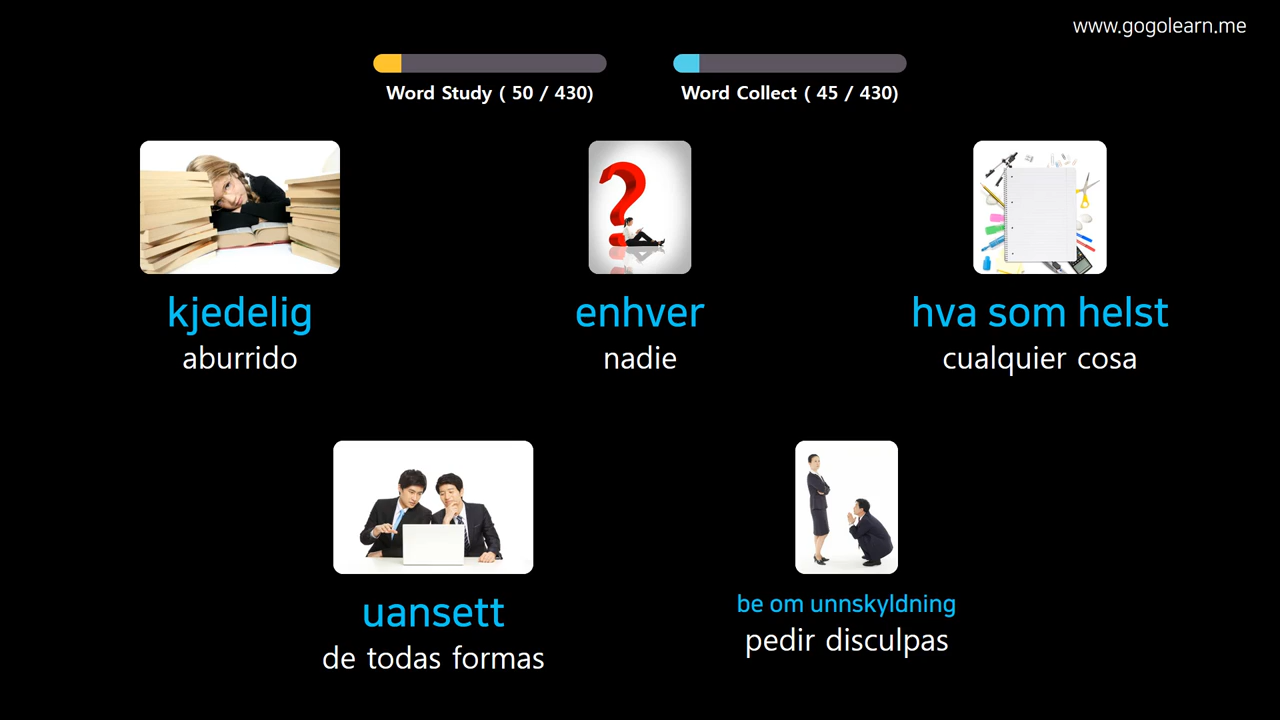 www.gogolearn.me
Word Study ( 50 / 430)
Word Collect ( 45 / 430)
kjedelig
aburrido
enhver
nadie
hva som helst
cualquier cosa
uansett
de todas formas
be om unnskyldning
pedir disculpas